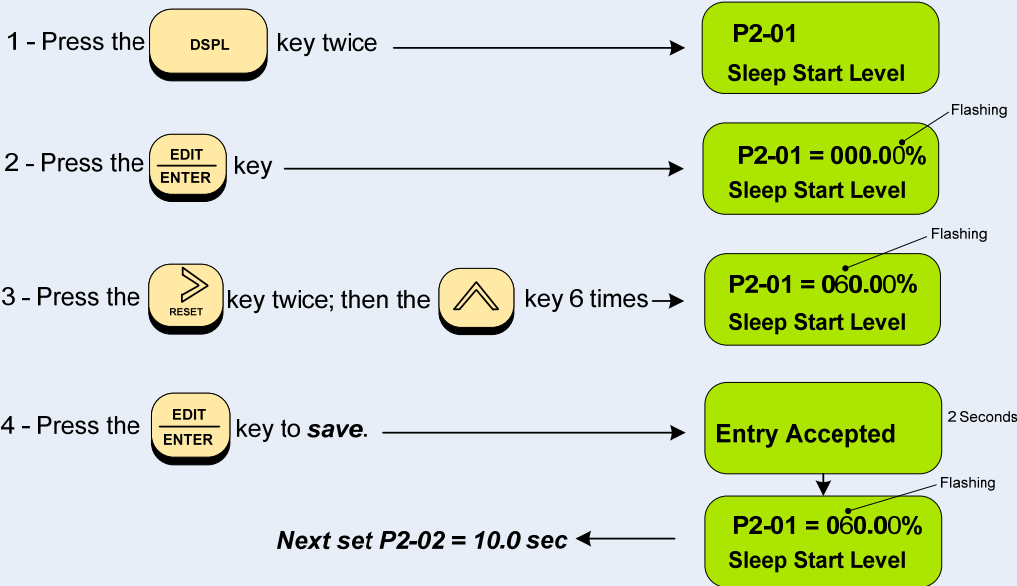 1 - Press the DSPL key twice
P2-01
Sleep Start Level
Flashing
2 - Press the EDIT ENTER key
P2-01 = 000.00%
Sleep Start Level
Flashing
3 - Press the > RESET key twice; then the key 6 times
P2-01 = 060.00%
Sleep Start Level
4 - Press the EDIT ENTER key to save.
Entry Accepted
2 Seconds
Flashing
P2-01 = 060.00%
Sleep Start Level
Next set P2-02 = 10.0 sec